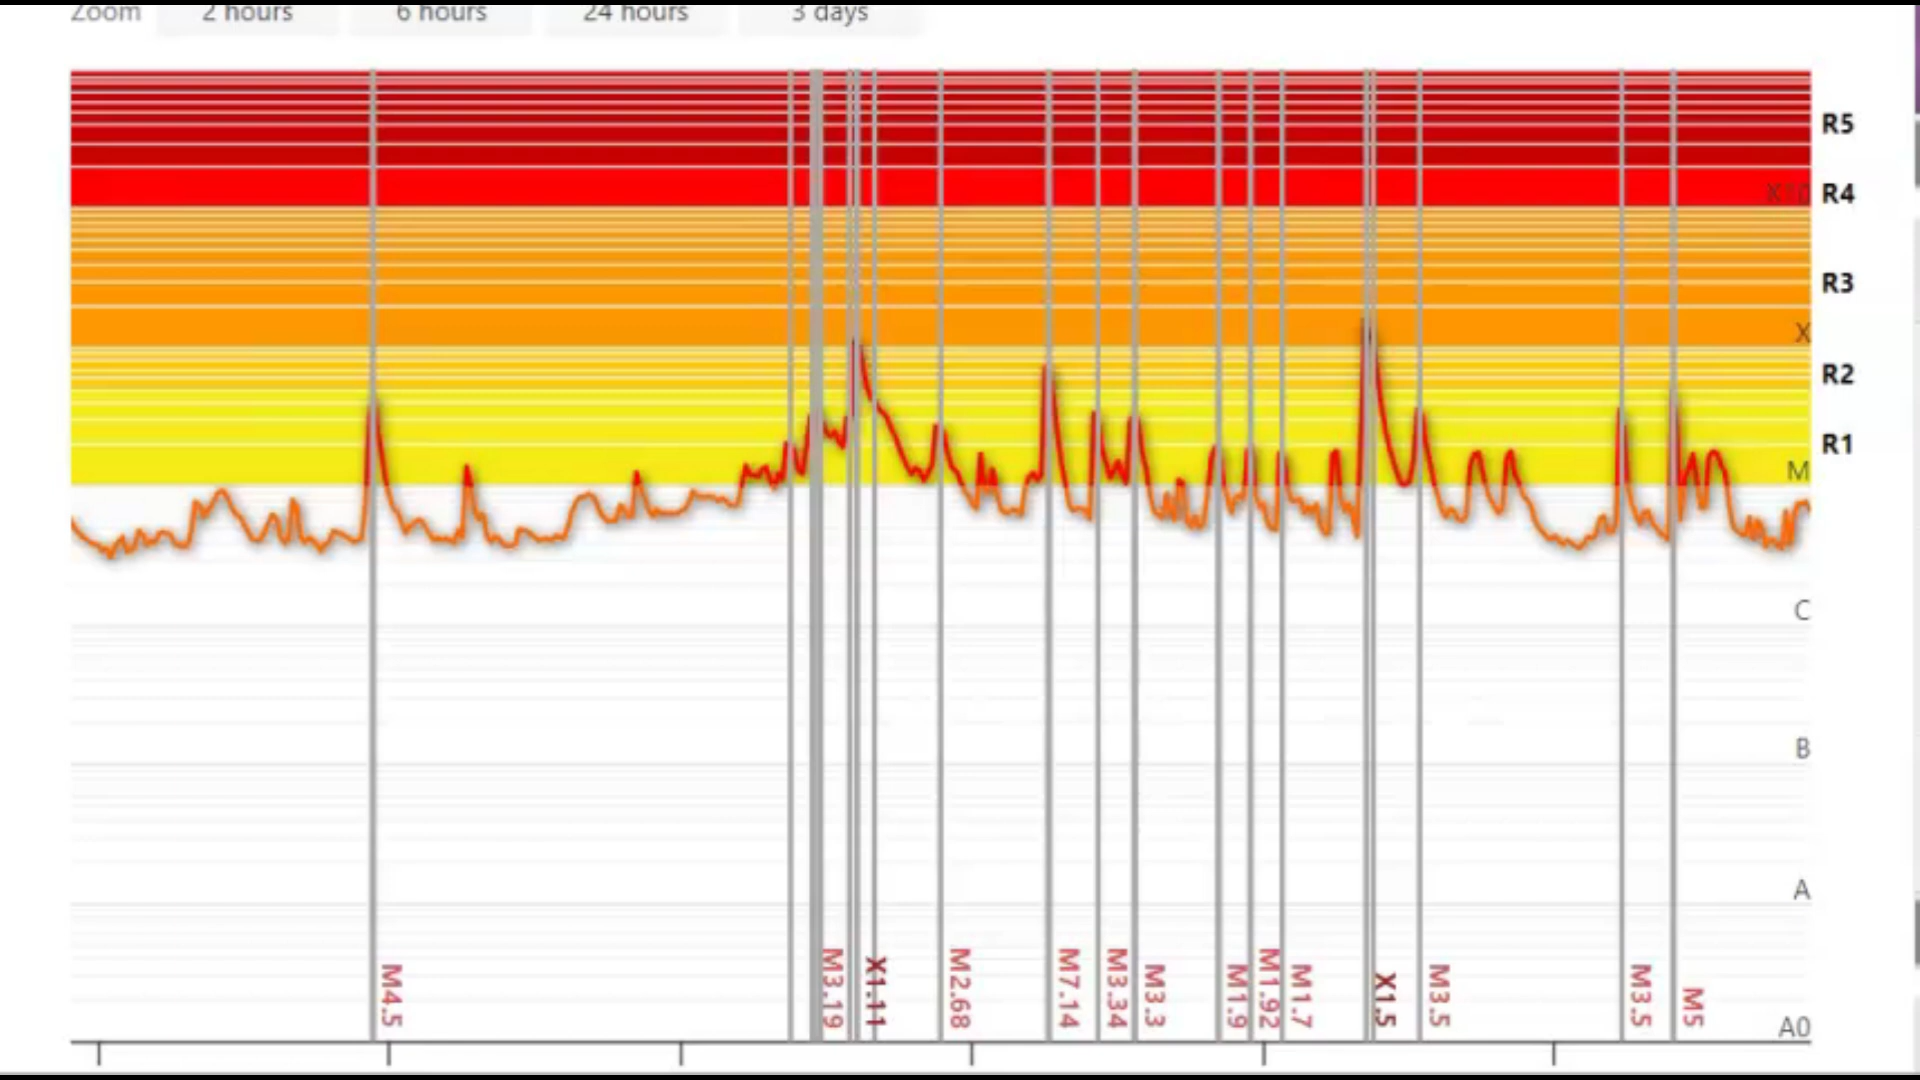 Zoom 2 hours 6 hours 24 hours 3 days
R5
X10 R4
R3
X
R2
R1
M
C
B
A
M4.5 M3.19 X1.11 M2.68 M7.14 M3.34 M3.3 M1.9 M1.92 M1.7 X1.5 M3.5 M3.5 M5
A0